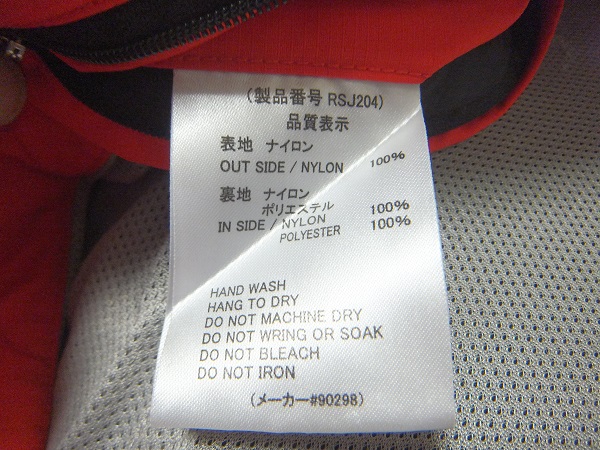 (製品番号 RSJ204)
品質表示
表地 ナイロン
OUT SIDE / NYLON 100%
裏地 ナイロン
ポリエステル 100%
IN SIDE / NYLON 100%
POLYESTER
HAND WASH
HANG TO DRY
DO NOT MACHINE DRY
DO NOT WRING OR SOAK
DO NOT BLEACH
DO NOT IRON
(メーカー#90298)